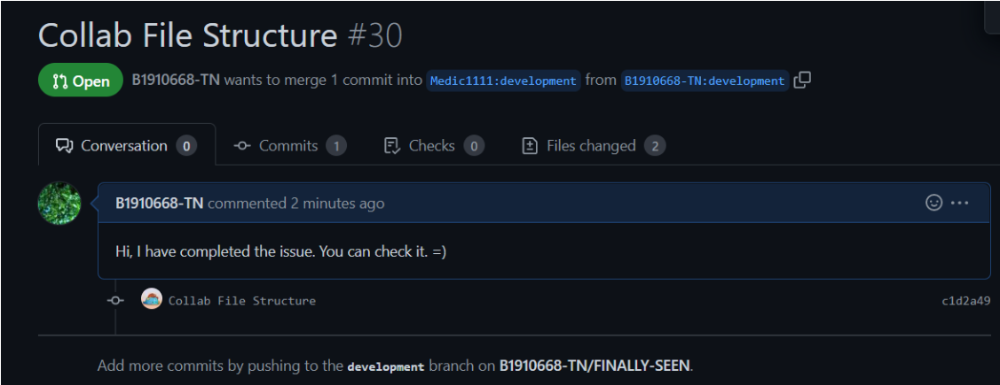 Collab File Structure #30
Open B1910668-TN wants to merge 1 commit into Medic1111:development from B1910668-TN:development
Conversation 0 Commits 1 Checks 0 Files changed 2
B1910668-TN commented 2 minutes ago
Hi, I have completed the issue. You can check it. =)
Collab File Structure c1d2a49
Add more commits by pushing to the development branch on B1910668-TN/FINALLY-SEEN.